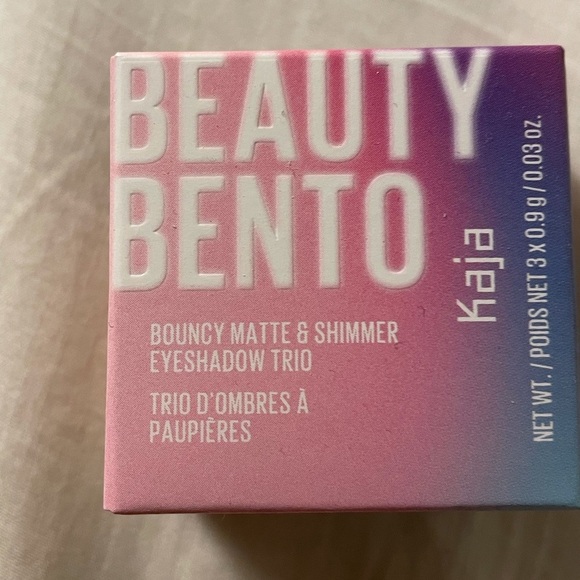 BEAUTY
BENTO
BOUNCY MATTE & SHIMMER
EYESHADOW TRIO
TRIO D'OMBRES À
PAUPIÈRES
Kaja
NET WT. / POIDS NET 3 X 0.9 g / 0.03 oz.